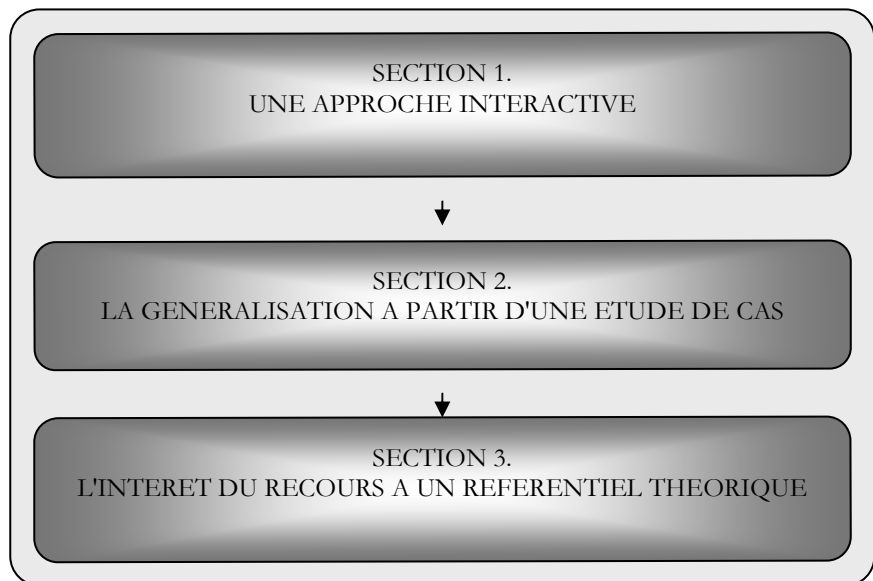 SECTION 1.
UNE APPROCHE INTERACTIVE
SECTION 2.
LA GENERALISATION A PARTIR D'UNE ETUDE DE CAS
SECTION 3.
L'INTERET DU RECOURS A UN REFERENTIEL THEORIQUE